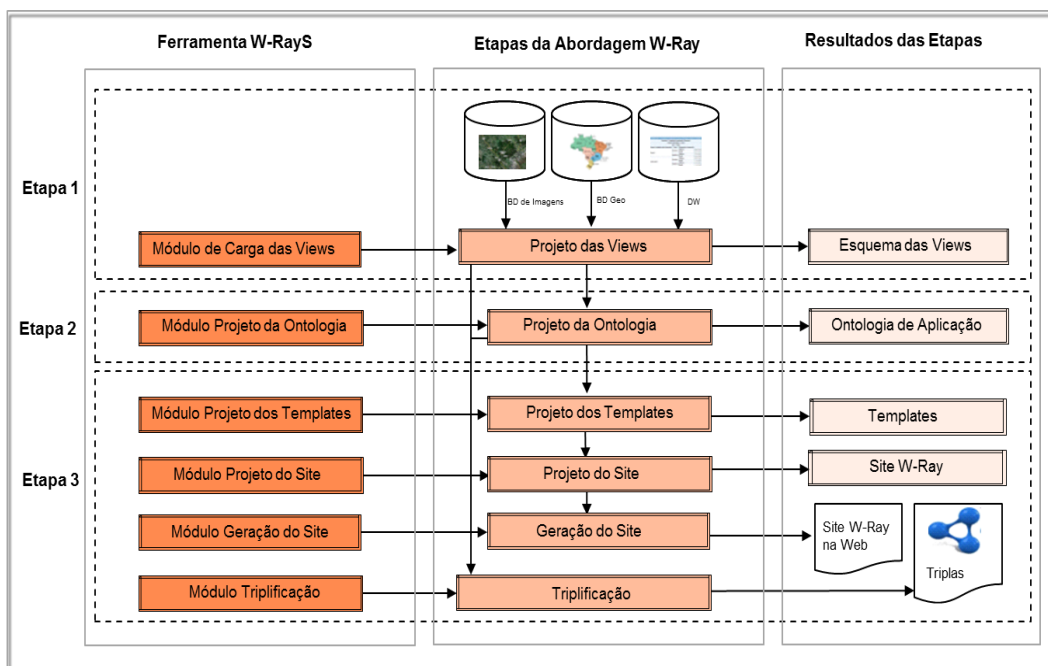 Ferramenta W-RayS
Etapas da Abordagem W-Ray
Resultados das Etapas
Etapa 1
BD de Imagens
BD Geo
DW
Módulo de Carga das Views
Projeto das Views
Esquema das Views
Etapa 2
Módulo Projeto da Ontologia
Projeto da Ontologia
Ontologia de Aplicação
Etapa 3
Módulo Projeto dos Templates
Projeto dos Templates
Templates
Módulo Projeto do Site
Projeto do Site
Site W-Ray
Módulo Geração do Site
Geração do Site
Site W-Ray
na Web
Triplas
Módulo Triplificação
Triplificação